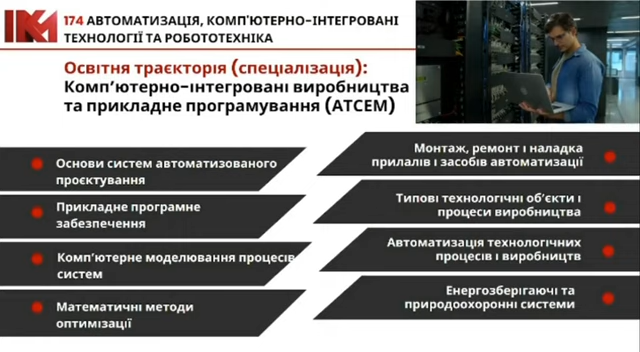 ІКМ
174 АВТОМАТИЗАЦІЯ, КОМП'ЮТЕРНО-ІНТЕГРОВАНІ
ТЕХНОЛОГІЇ ТА РОБОТОТЕХНІКА
Освітня траєкторія (спеціалізація):
Комп'ютерно-інтегровані виробництва
та прикладне програмування (АТСЕМ)
Основи систем автоматизованого
проєктування
Прикладне програмне
забезпечення
Комп'ютерне моделювання процесів
систем
Математичні методи
оптимізації
Монтаж, ремонт і наладка
прилалів і засобів автоматизації
Типові технологічні об'єкти і
процеси виробництва
Автоматизація технологічних
процесів і виробництв
Енергозберігаючі та
природоохоронні системи